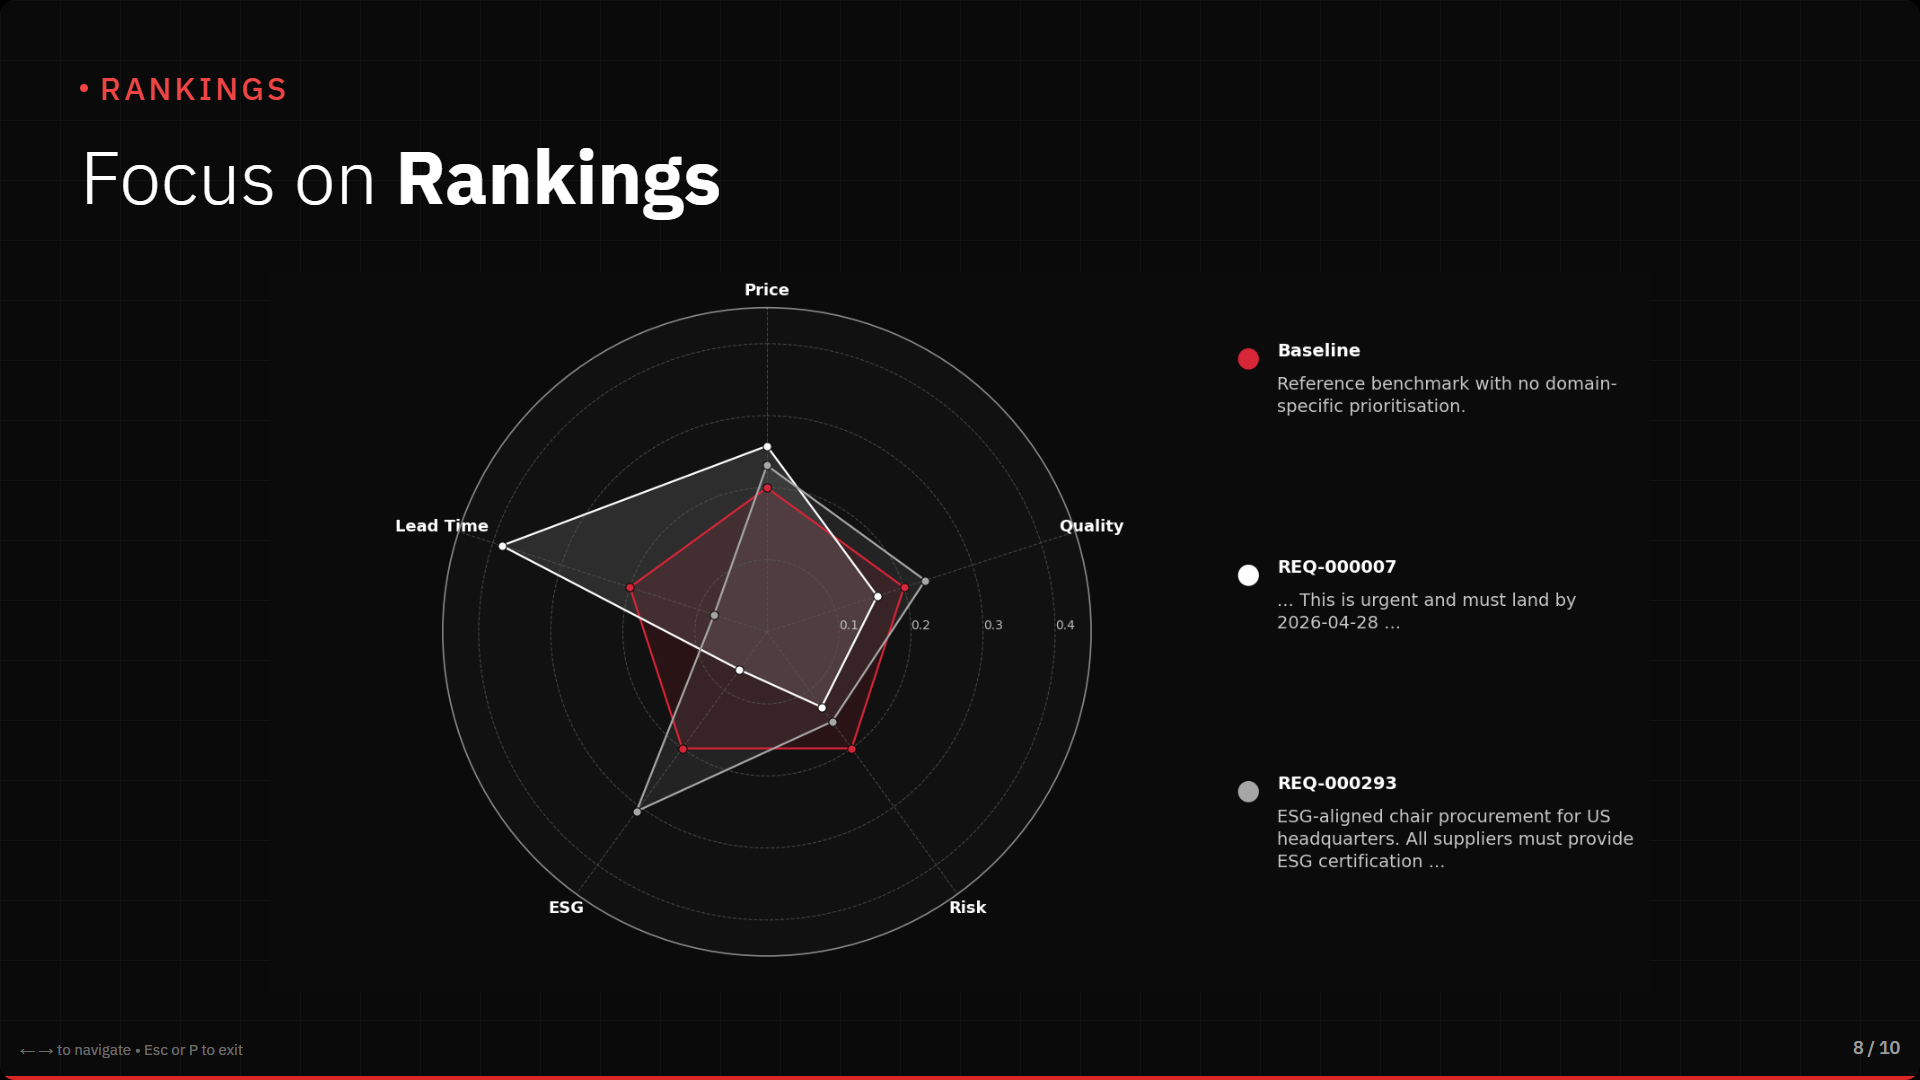 • RANKINGS
Focus on Rankings
Price
Lead Time
Quality
0.1
0.2
0.3
0.4
ESG
Risk
Baseline
Reference benchmark with no domain-
specific prioritisation.
REQ-000007
... This is urgent and must land by
2026-04-28 ...
REQ-000293
ESG-aligned chair procurement for US
headquarters. All suppliers must provide
ESG certification ...
←→ to navigate • Esc or P to exit
8 / 10